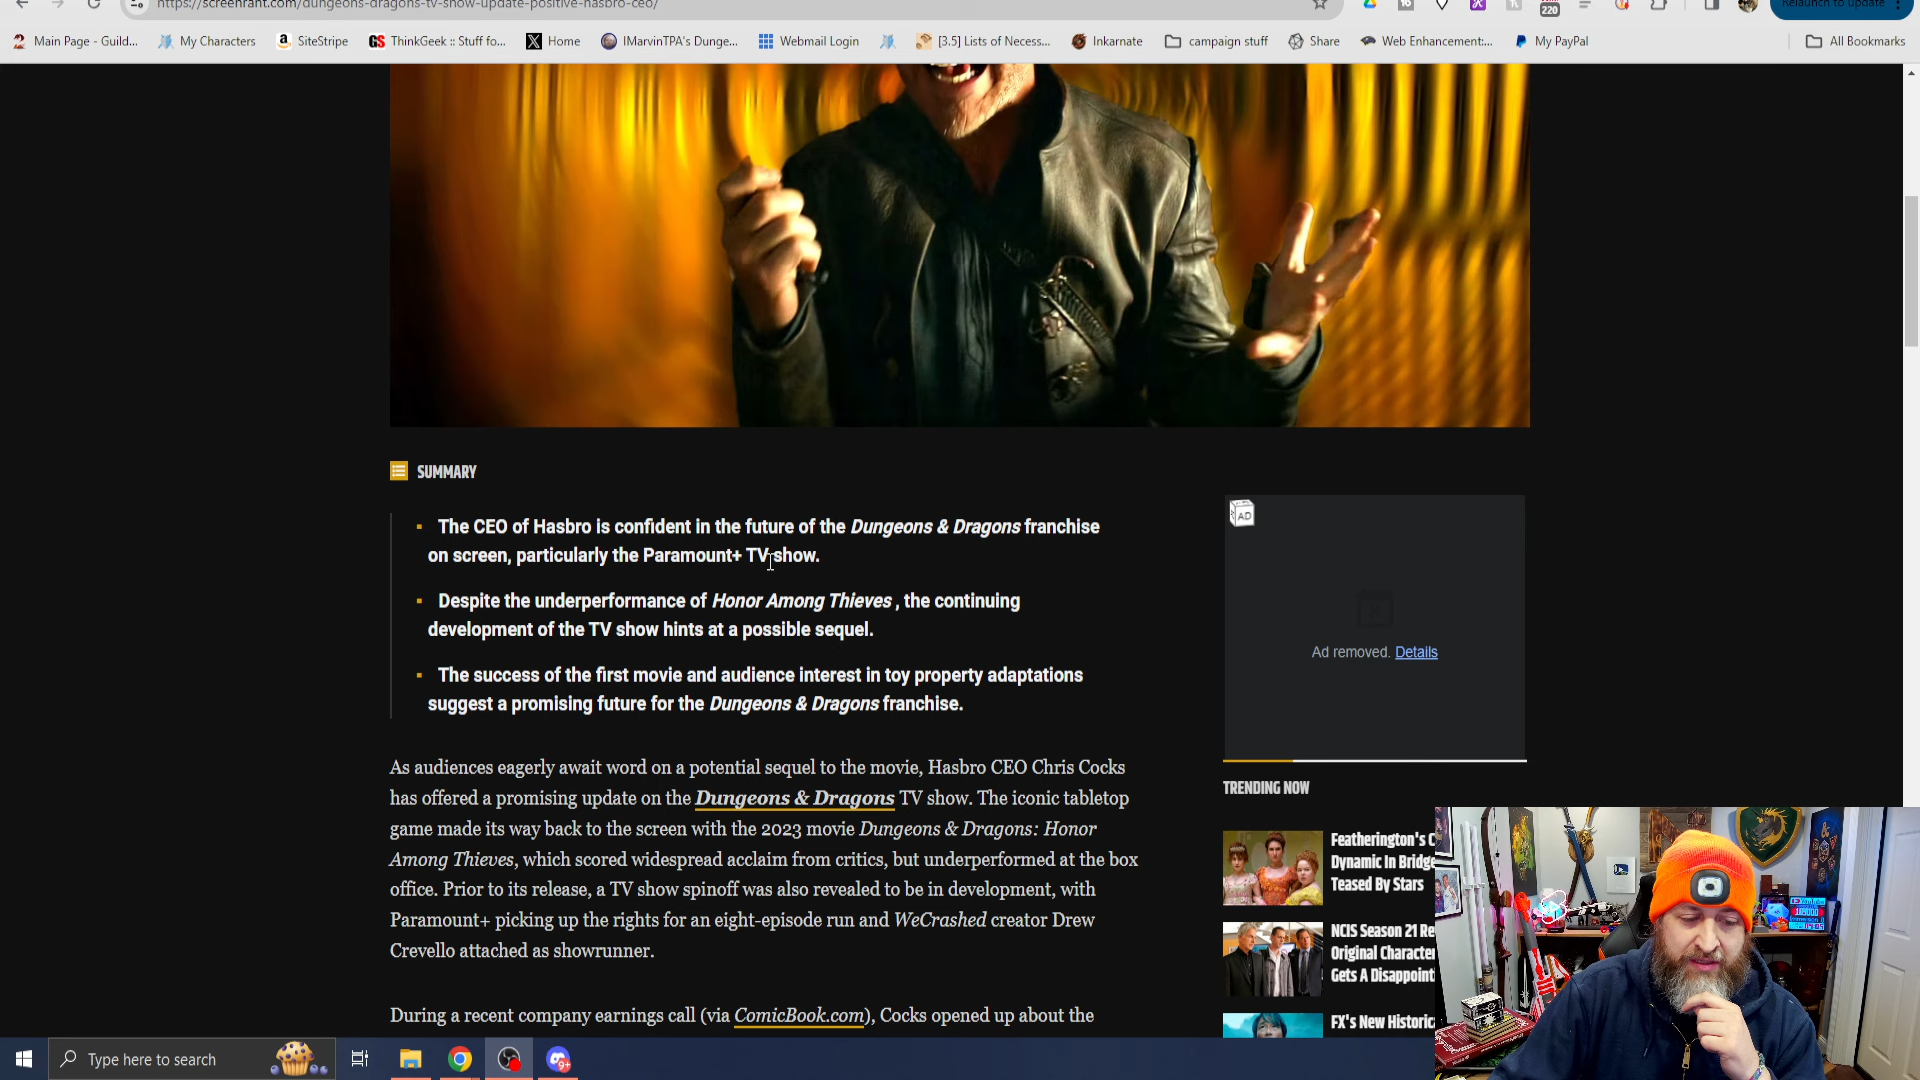 https://screenrant.com/dungeons-dragons-tv-show-update-positive-hasbro-ceo/
Relaunch to update
220
Main Page - Guild...
My Characters
SiteStripe
ThinkGeek :: Stuff fo...
Home
IMarvinTPA's Dunge...
Webmail Login
[3.5] Lists of Necess...
Inkarnate
campaign stuff
Share
Web Enhancement:...
My PayPal
All Bookmarks
SUMMARY
The CEO of Hasbro is confident in the future of the Dungeons & Dragons franchise
on screen, particularly the Paramount+ TV show.
Despite the underperformance of Honor Among Thieves , the continuing
development of the TV show hints at a possible sequel.
The success of the first movie and audience interest in toy property adaptations
suggest a promising future for the Dungeons & Dragons franchise.
As audiences eagerly await word on a potential sequel to the movie, Hasbro CEO Chris Cocks
has offered a promising update on the Dungeons & Dragons TV show. The iconic tabletop
game made its way back to the screen with the 2023 movie Dungeons & Dragons: Honor
Among Thieves, which scored widespread acclaim from critics, but underperformed at the box
office. Prior to its release, a TV show spinoff was also revealed to be in development, with
Paramount+ picking up the rights for an eight-episode run and WeCrashed creator Drew
Crevello attached as showrunner.
During a recent company earnings call (via ComicBook.com), Cocks opened up about the
AD
Ad removed. Details
TRENDING NOW
Featherington's C
Dynamic In Bridge
Teased By Stars
NCIS Season 21 Re
Original Character
Gets A Disappoint
FX's New Historic
Type here to search
9+